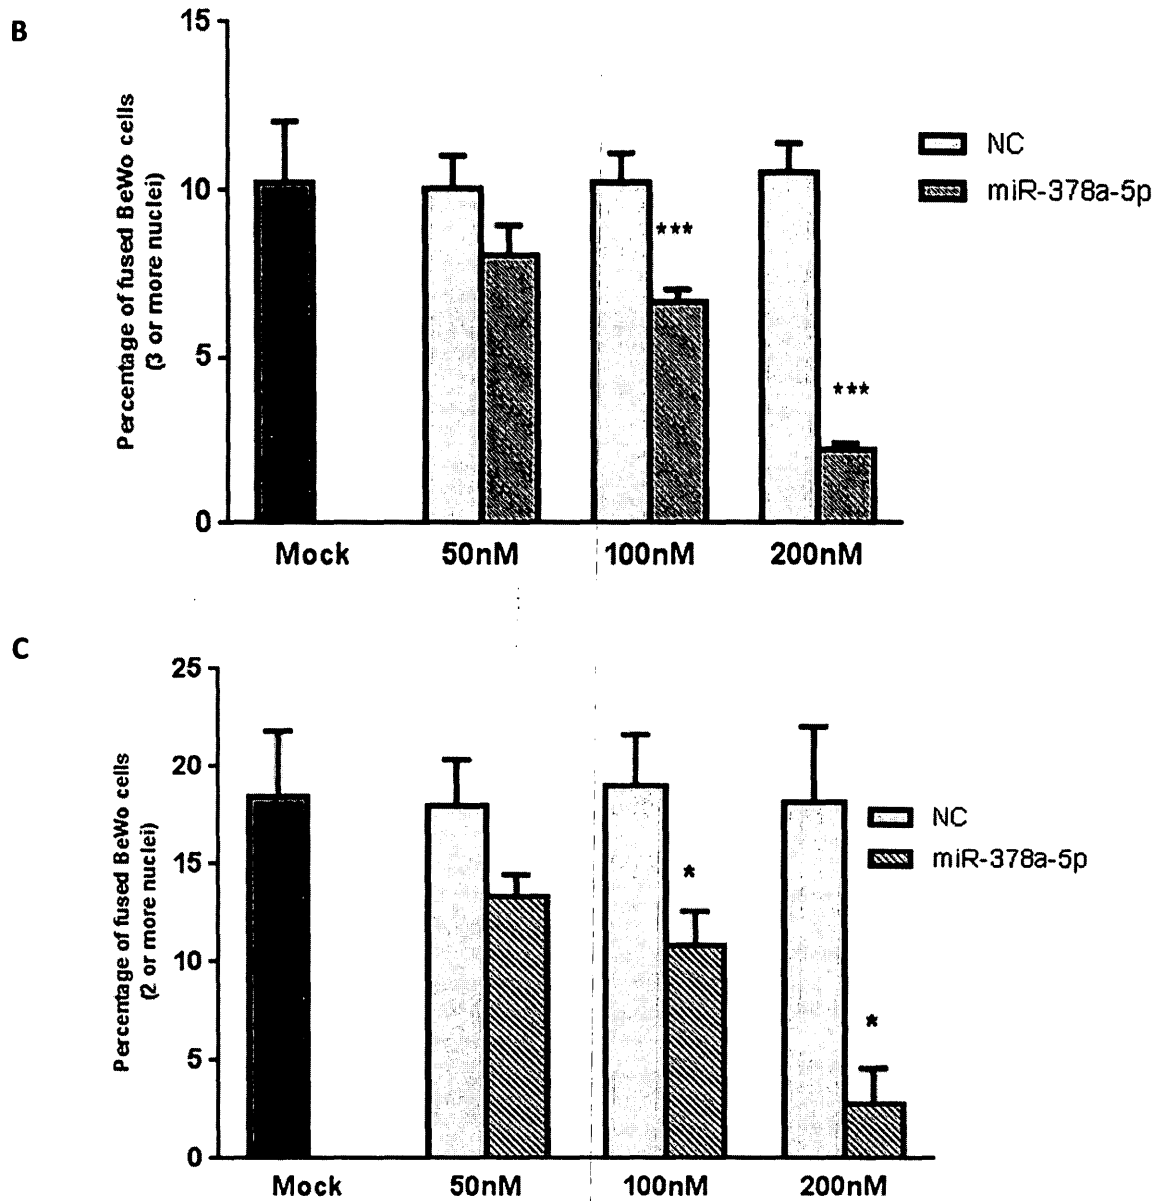 B
15
10
5
0
Percentage of fused BeWo cells
(3 or more nuclei)
***
***
NC
miR-378a-5p
Mock 50nM 100nM 200nM
C
25
20
15
10
5
0
Percentage of fused BeWo cells
(2 or more nuclei)
*
*
NC
miR-378a-5p
Mock 50nM 100nM 200nM